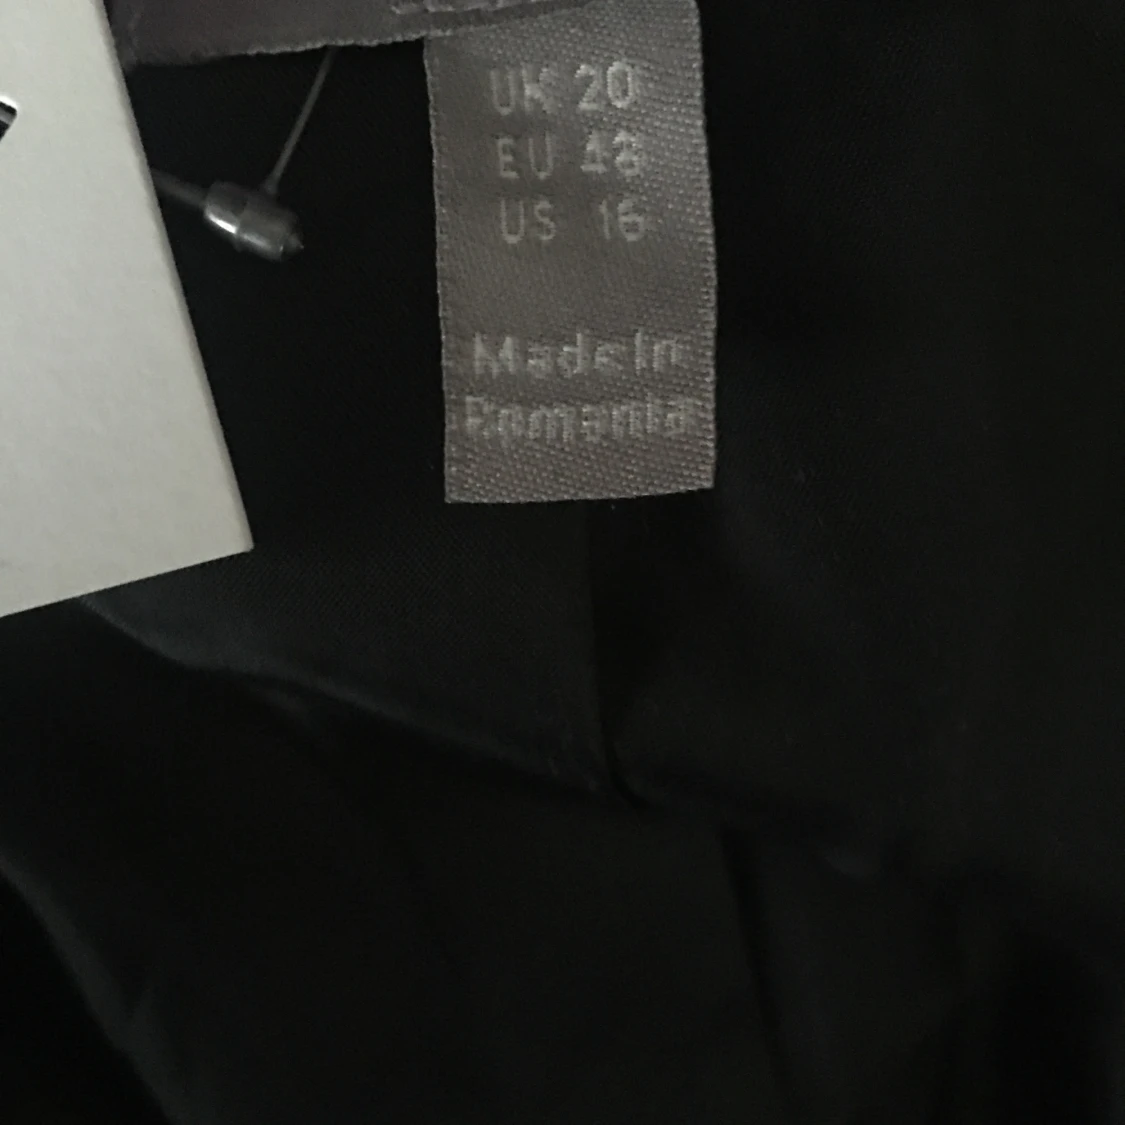 UK 20
EU 48
US 16
Made In
Romania